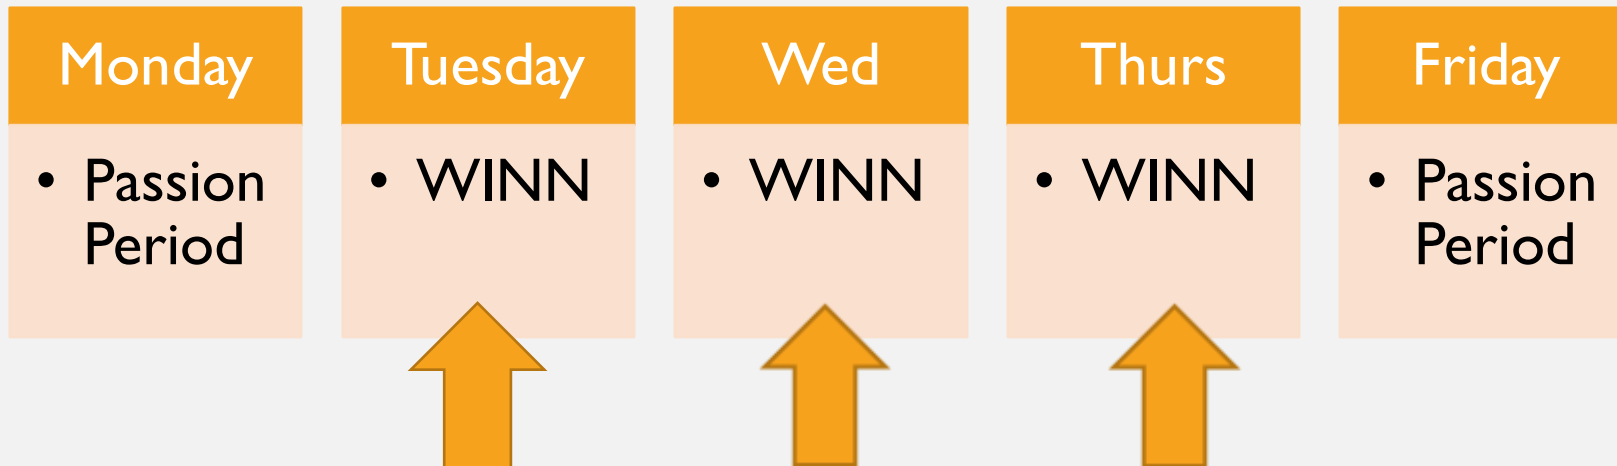 Monday
• Passion
Period
Tuesday
• WINN
Wed
• WINN
Thurs
• WINN
Friday
• Passion
Period